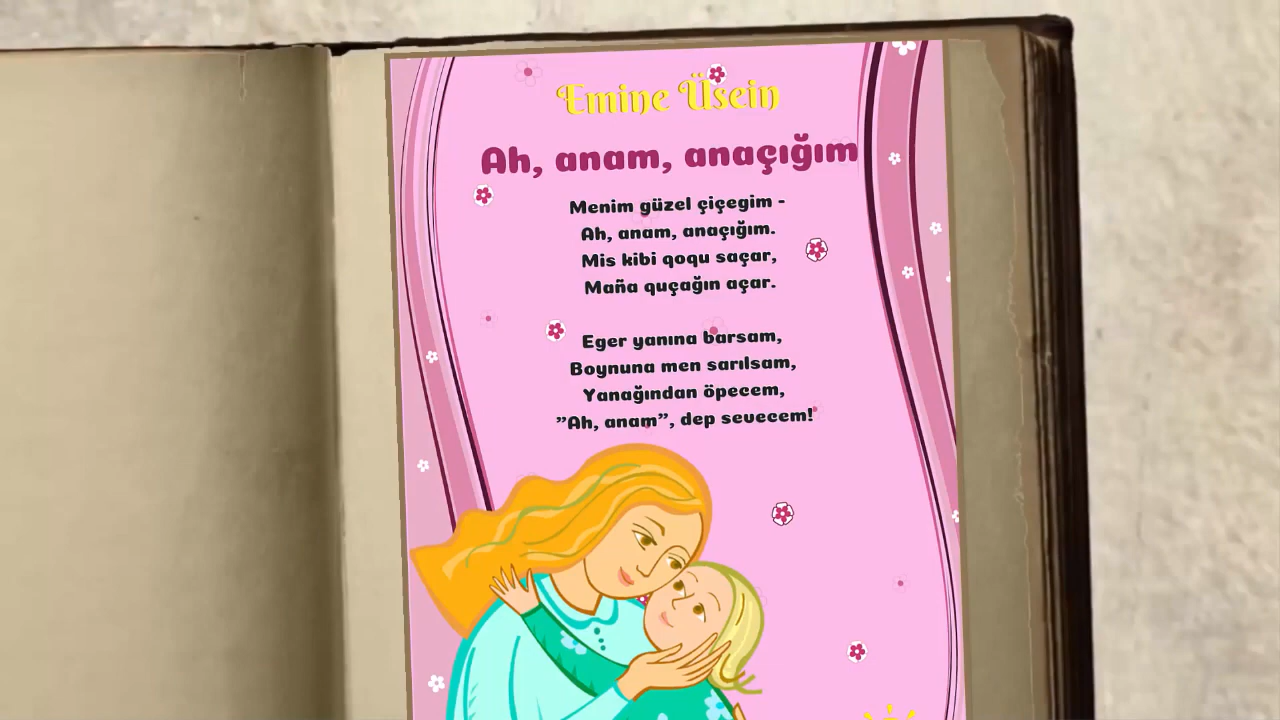 Emine Üsein
Ah, anam, anaçığım
Menim güzel çiçegim -
Ah, anam, anaçığım.
Mis kibi qoqu saçar,
Maña quçağın açar.
Eger yanına barsam,
Boynuna men sarılsam,
Yanağından öpecem,
”Ah, anam”, dep sevecem!